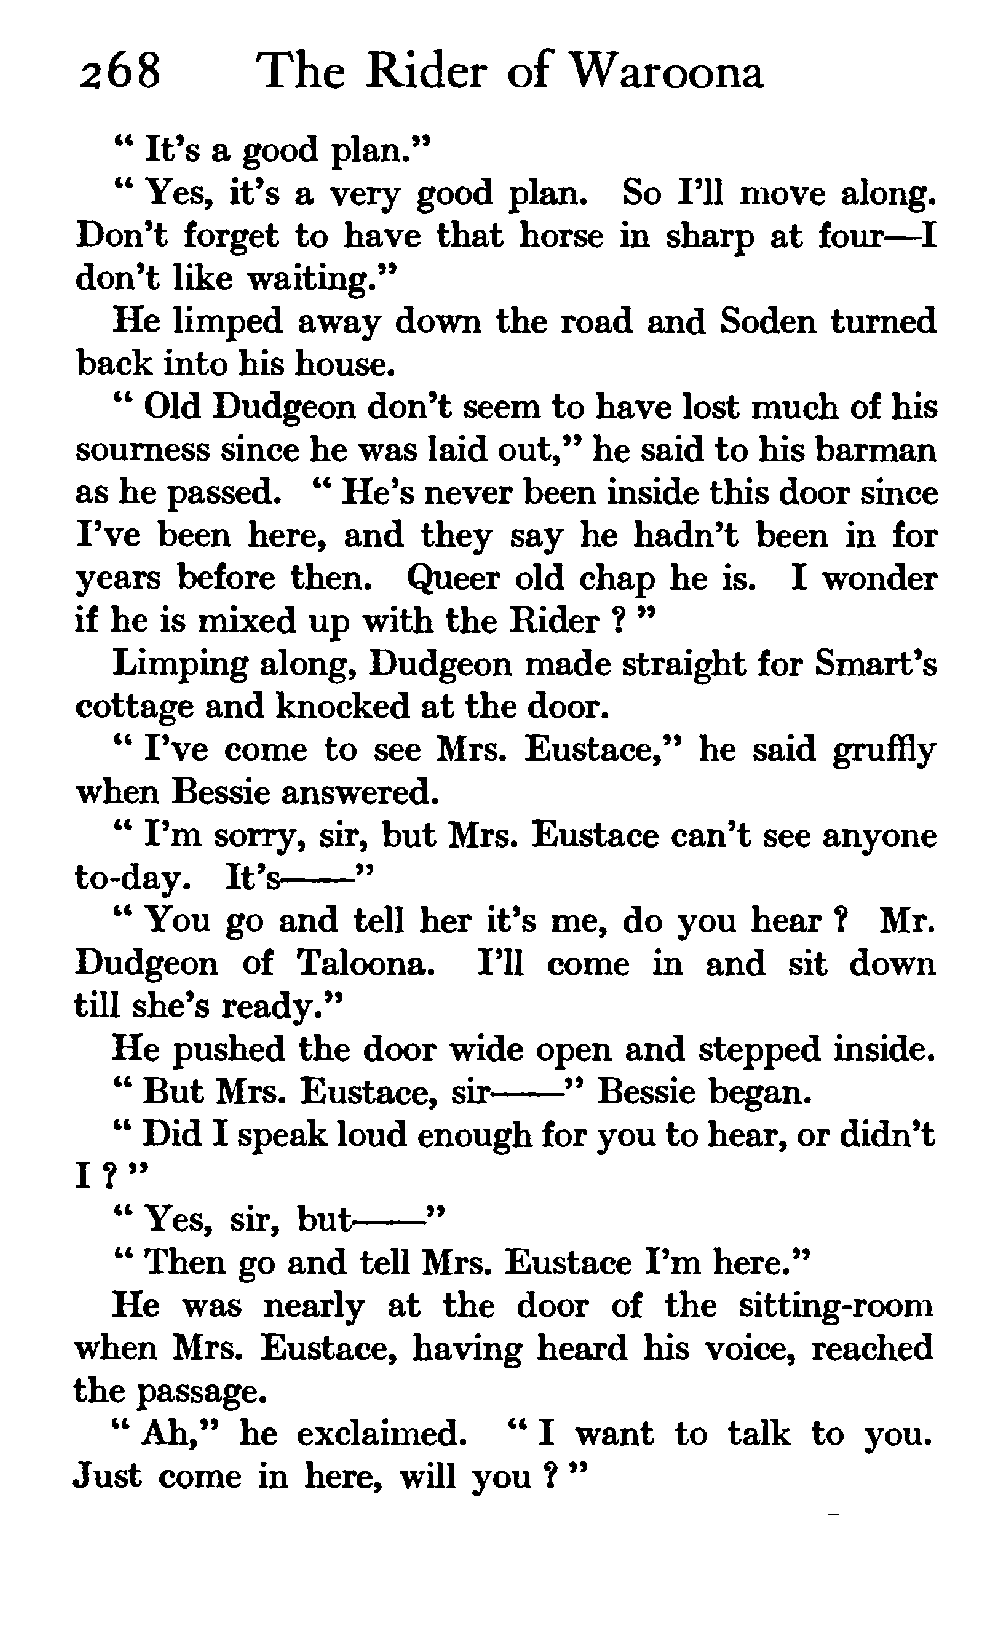 268 The Rider of Waroona
“ It’s a good plan.”
“ Yes, it’s a very good plan. So I’ll move along.
Don’t forget to have that horse in sharp at four—I
don’t like waiting.”
He limped away down the road and Soden turned
back into his house.
“ Old Dudgeon don’t seem to have lost much of his
sourness since he was laid out,” he said to his barman
as he passed. “ He’s never been inside this door since
I’ve been here, and they say he hadn’t been in for
years before then. Queer old chap he is. I wonder
if he is mixed up with the Rider ? ”
Limping along, Dudgeon made straight for Smart’s
cottage and knocked at the door.
“ I’ve come to see Mrs. Eustace,” he said gruffly
when Bessie answered.
“ I’m sorry, sir, but Mrs. Eustace can’t see anyone
to-day. It’s——”
“ You go and tell her it’s me, do you hear ? Mr.
Dudgeon of Taloona. I’ll come in and sit down
till she’s ready.”
He pushed the door wide open and stepped inside.
“ But Mrs. Eustace, sir——” Bessie began.
“ Did I speak loud enough for you to hear, or didn’t
I ? ”
“ Yes, sir, but——”
“ Then go and tell Mrs. Eustace I’m here.”
He was nearly at the door of the sitting-room
when Mrs. Eustace, having heard his voice, reached
the passage.
“ Ah,” he exclaimed. “ I want to talk to you.
Just come in here, will you ? ”